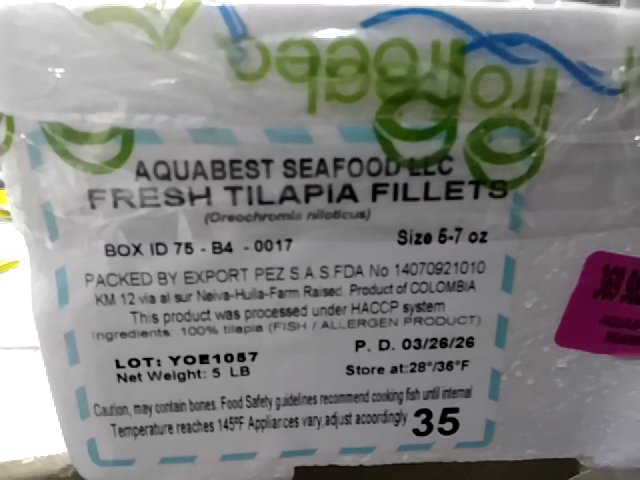 AQUABEST SEAFOOD LLC
FRESH TILAPIA FILLETS
(Oreochromis niloticus)
BOX ID 75 - B4 - 0017
Size 5-7 oz
PACKED BY EXPORT PEZ S.A.S.FDA No 14070921010
KM 12 via al sur Neiva-Huila-Farm Raised. Product of COLOMBIA
This product was processed under HACCP system
Ingredients: 100% tilapia (FISH / ALLERGEN PRODUCT)
P. D. 03/26/26
LOT: YOE1057
Net Weight: 5 LB
Store at:28°/36°F
Caution, may contain bones. Food Safety guidelines recommend cooking fish until internal
Temperature reaches 145ºF Appliances vary,adjust accordingly
35